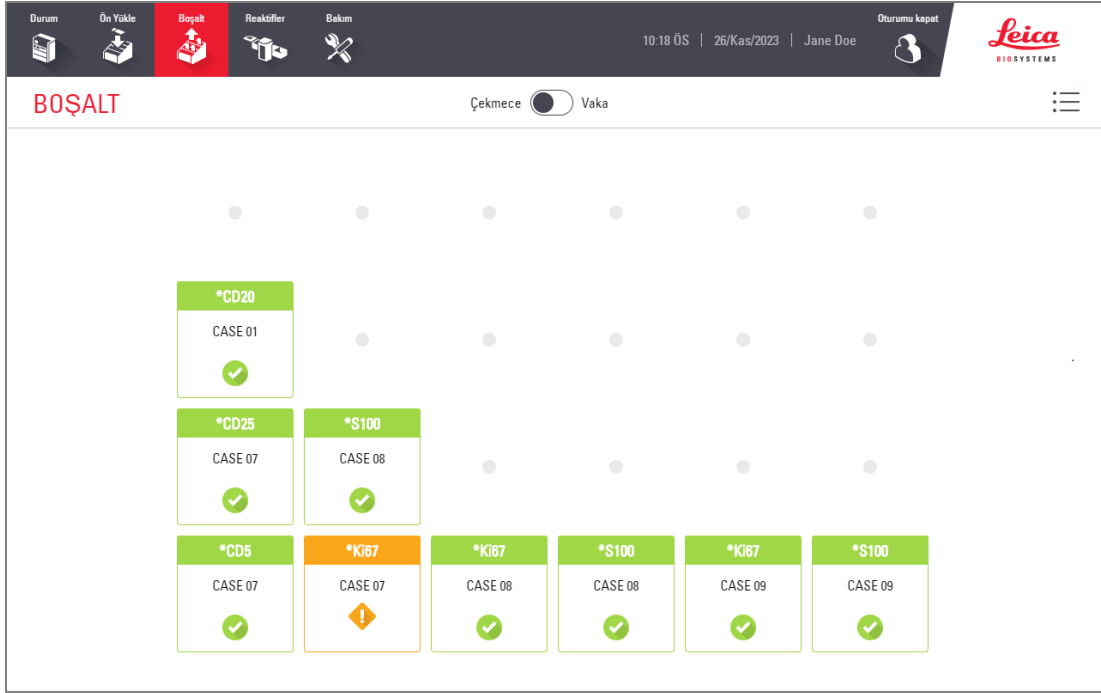 Durum Ön Yükle Boşalt Reaktifler Bakım Oturumu kapat
10:18 ÖS | 26/Kas/2023 | Jane Doe
Leica
BIOSYSTEMS
BOŞALT Çekmece Vaka
*CD20
CASE 01
*CD25 *S100
CASE 07 CASE 08
*CD5 *Ki67 *Ki67 *S100 *Ki67 *S100
CASE 07 CASE 07 CASE 08 CASE 08 CASE 09 CASE 09